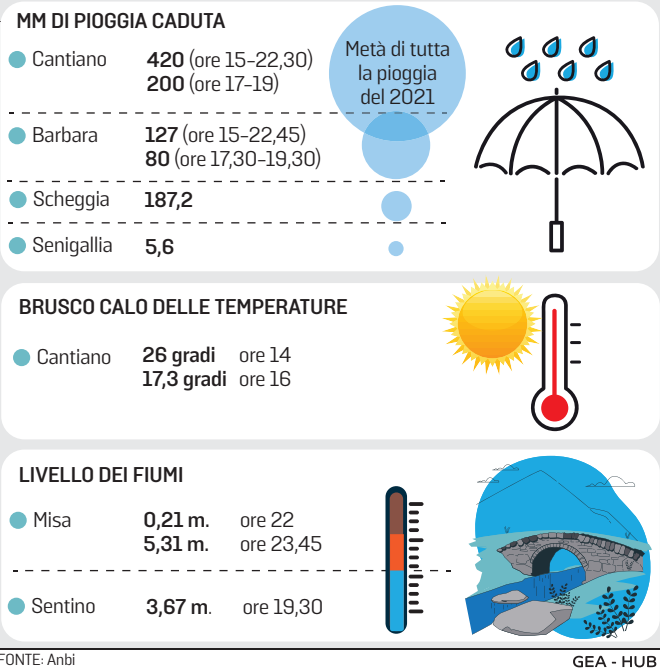 MM DI PIOGGIA CADUTA
Cantiano 420 (ore 15-22,30)
200 (ore 17-19)
Metà di tutta
la pioggia
del 2021
Barbara 127 (ore 15-22,45)
80 (ore 17,30-19,30)
Scheggia 187,2
Senigallia 5,6
BRUSCO CALO DELLE TEMPERATURE
Cantiano 26 gradi ore 14
17,3 gradi ore 16
LIVELLO DEI FIUMI
Misa 0,21 m. ore 22
5,31 m. ore 23,45
Sentino 3,67 m. ore 19,30
FONTE: Anbi
GEA - HUB